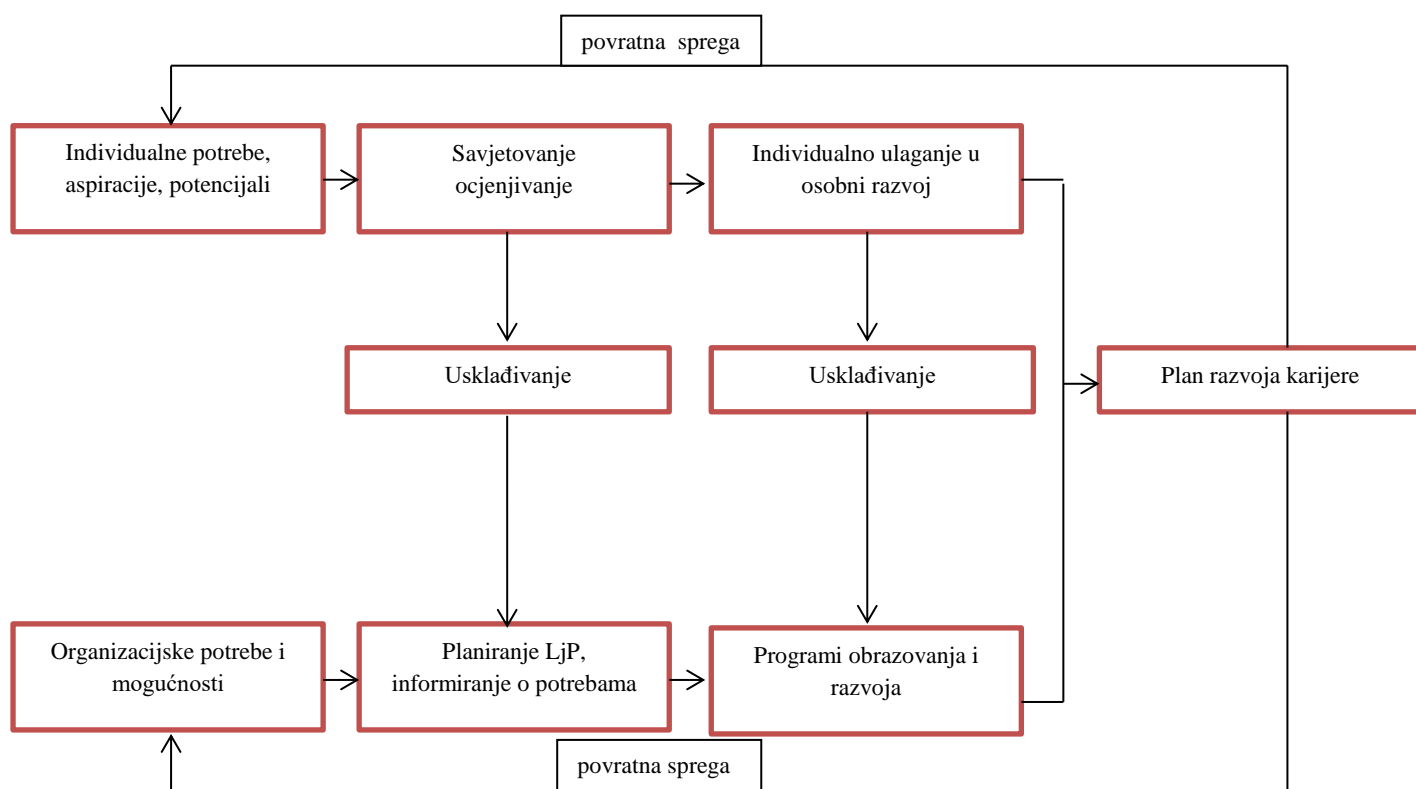 povratna  sprega
Individualne potrebe,
aspiracije, potencijali
Savjetovanje
ocjenjivanje
Individualno ulaganje u
osobni razvoj
Usklađivanje
Usklađivanje
Plan razvoja karijere
Organizacijske potrebe i
mogućnosti
Planiranje LjP,
informiranje o potrebama
Programi obrazovanja i
razvoja
povratna sprega